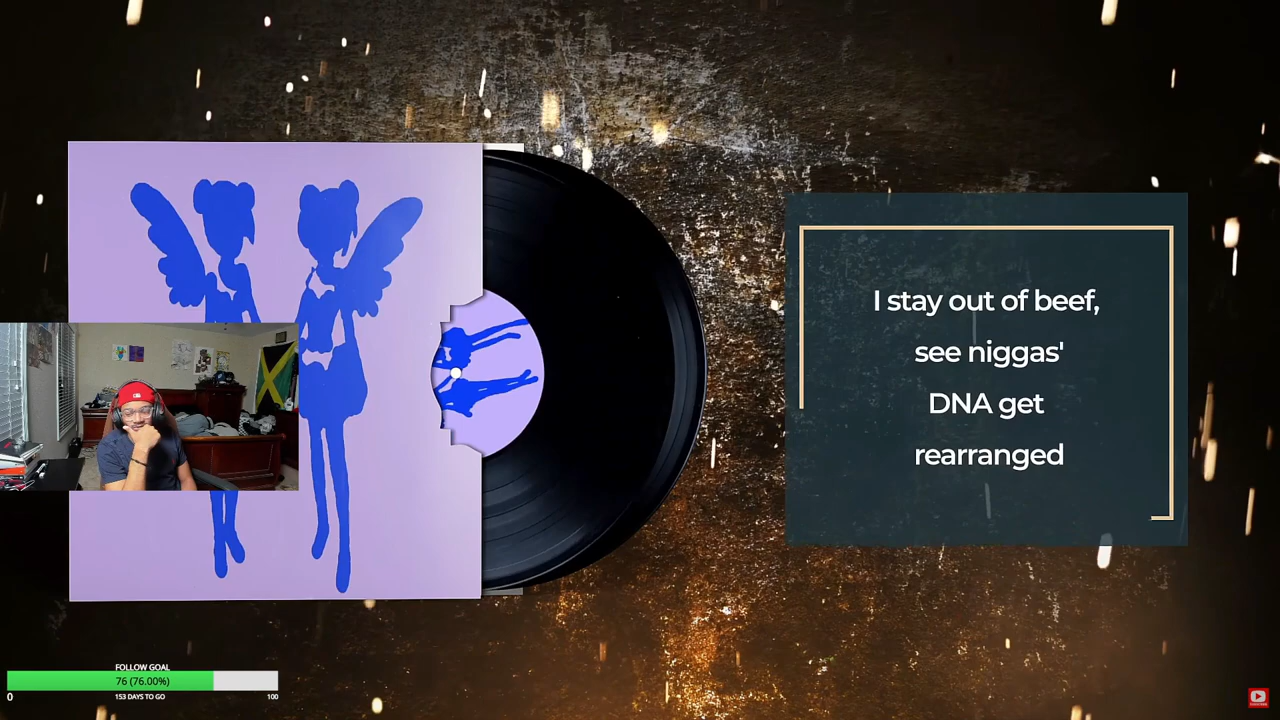 I stay out of beef,
see niggas'
DNA get
rearranged
FOLLOW GOAL
76 (76.00%)
0
153 DAYS TO GO
100